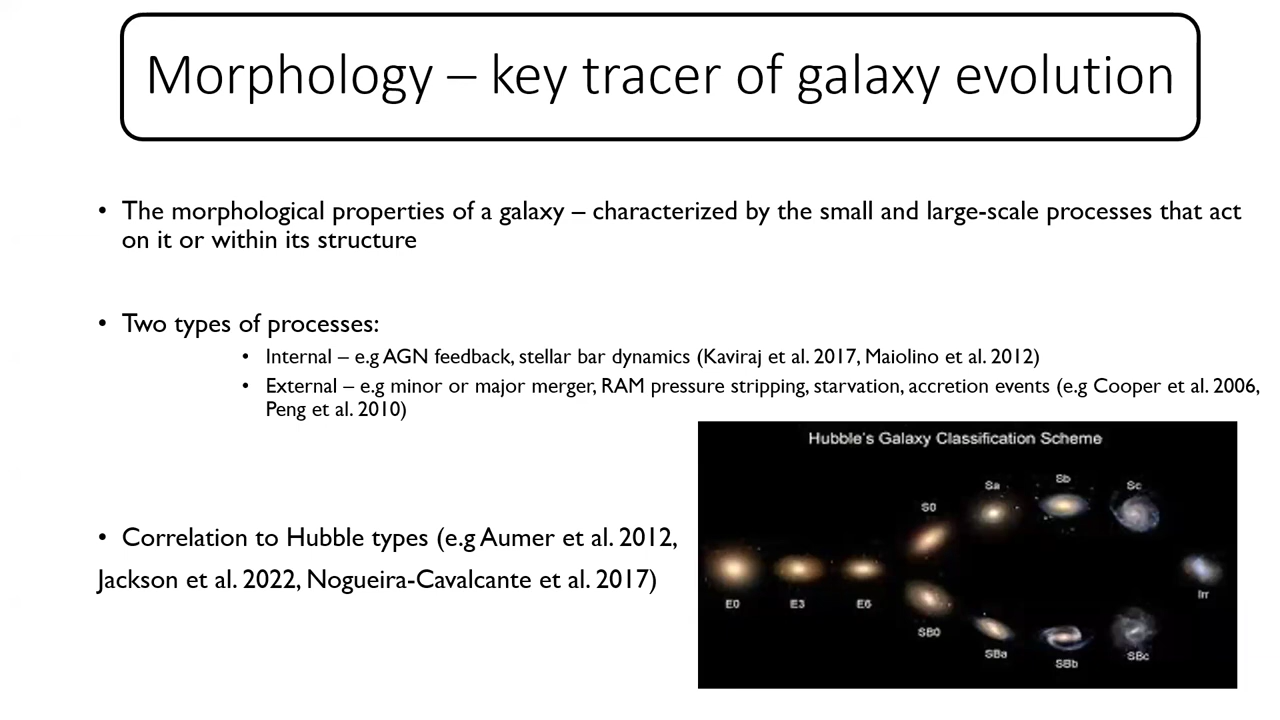 Morphology – key tracer of galaxy evolution
• The morphological properties of a galaxy – characterized by the small and large-scale processes that act
on it or within its structure
• Two types of processes:
• Internal – e.g AGN feedback, stellar bar dynamics (Kaviraj et al. 2017, Maiolino et al. 2012)
• External – e.g minor or major merger, RAM pressure stripping, starvation, accretion events (e.g Cooper et al. 2006,
Peng et al. 2010)
• Correlation to Hubble types (e.g Aumer et al. 2012,
Jackson et al. 2022, Nogueira-Cavalcante et al. 2017)
Hubble's Galaxy Classification Scheme
E0
E3
E6
S0
Sa
Sb
Sc
SB0
SBa
SBb
SBc
Irr